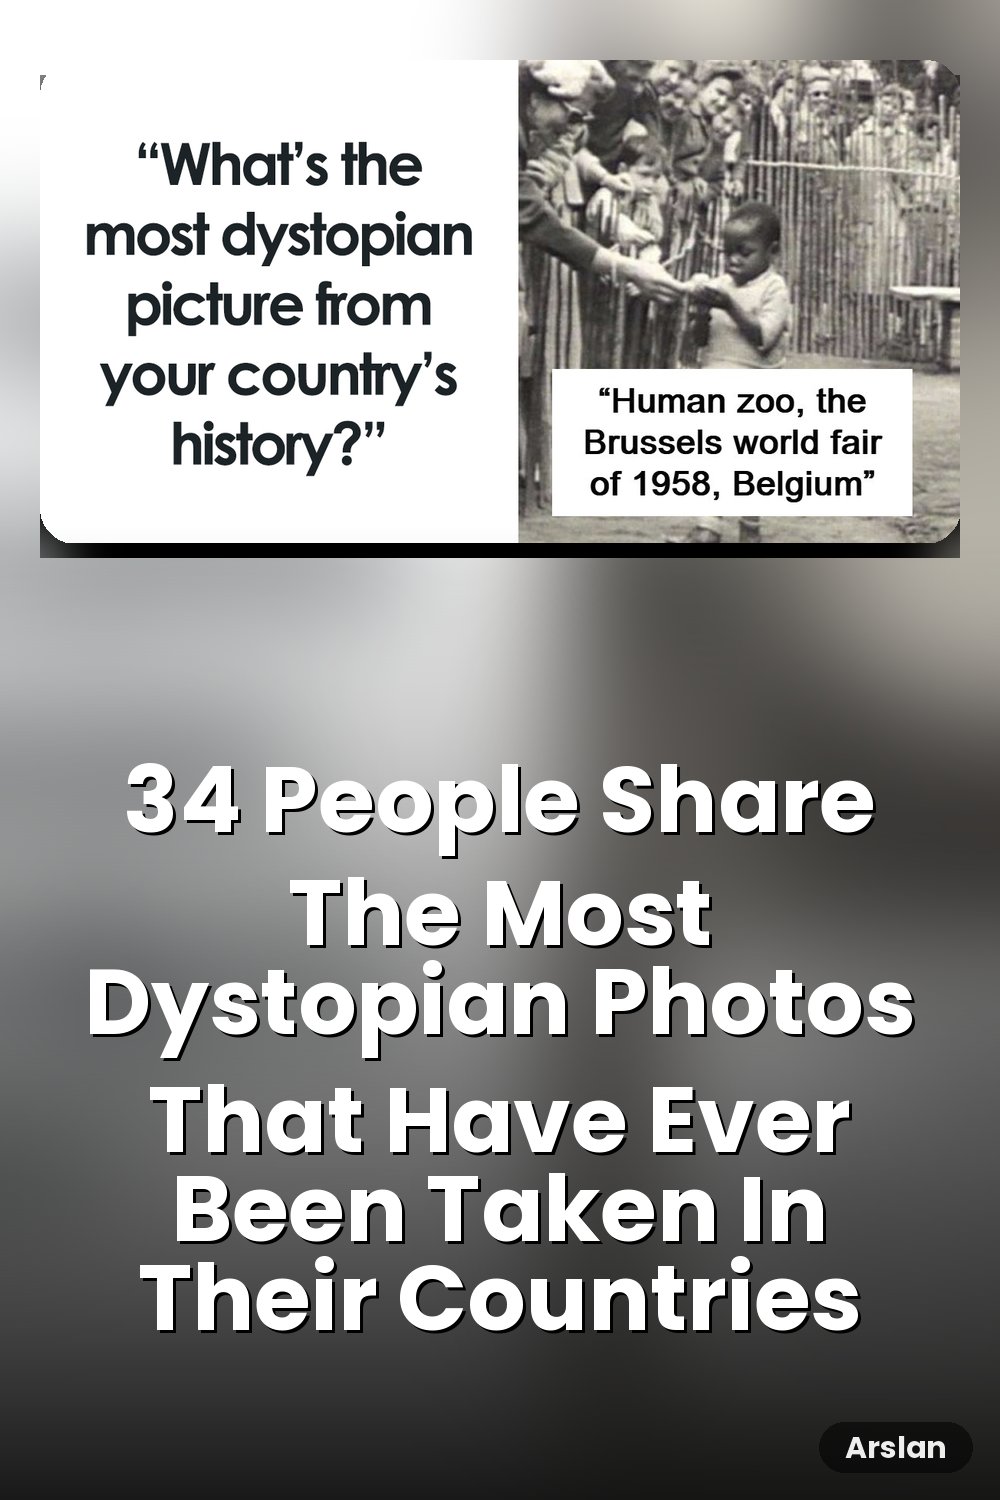 “What’s the
most dystopian
picture from
your country’s
history?”
“Human zoo, the
Brussels world fair
of 1958, Belgium”
34 People Share
The Most
Dystopian Photos
That Have Ever
Been Taken In
Their Countries
Arslan